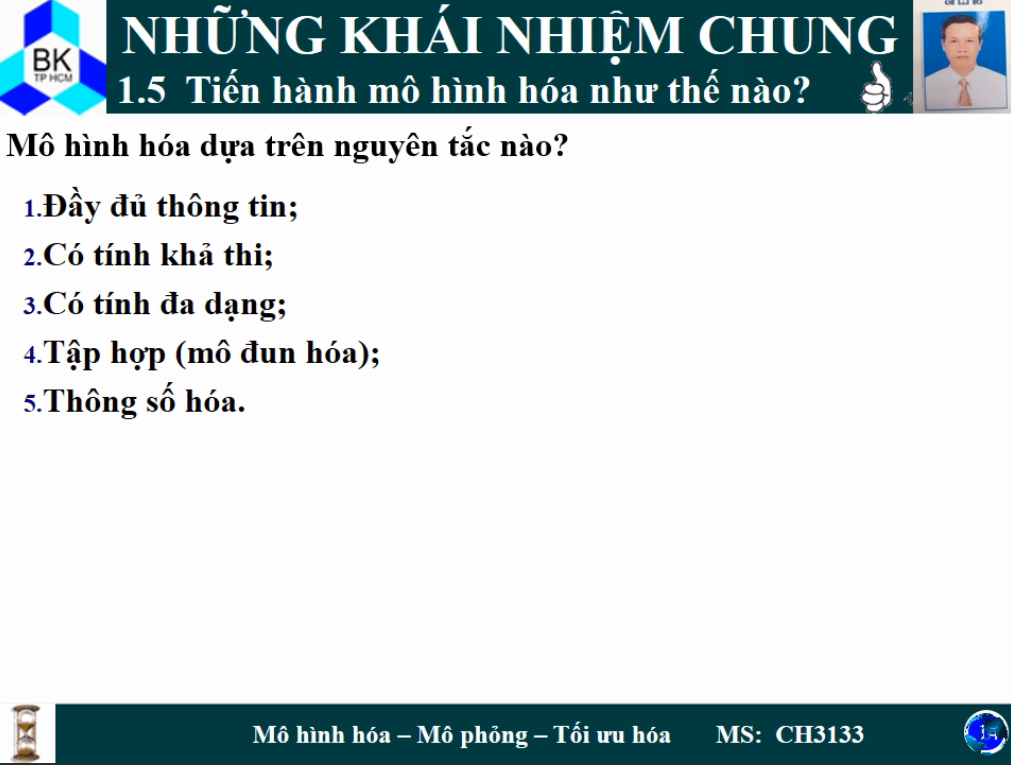 BK
TP HCM
NHỮNG KHÁI NHIỆM CHUNG
1.5 Tiến hành mô hình hóa như thế nào?
Mô hình hóa dựa trên nguyên tắc nào?
1.Đầy đủ thông tin;
2.Có tính khả thi;
3.Có tính đa dạng;
4.Tập hợp (mô đun hóa);
5.Thông số hóa.
Mô hình hóa – Mô phỏng – Tối ưu hóa MS: CH3133